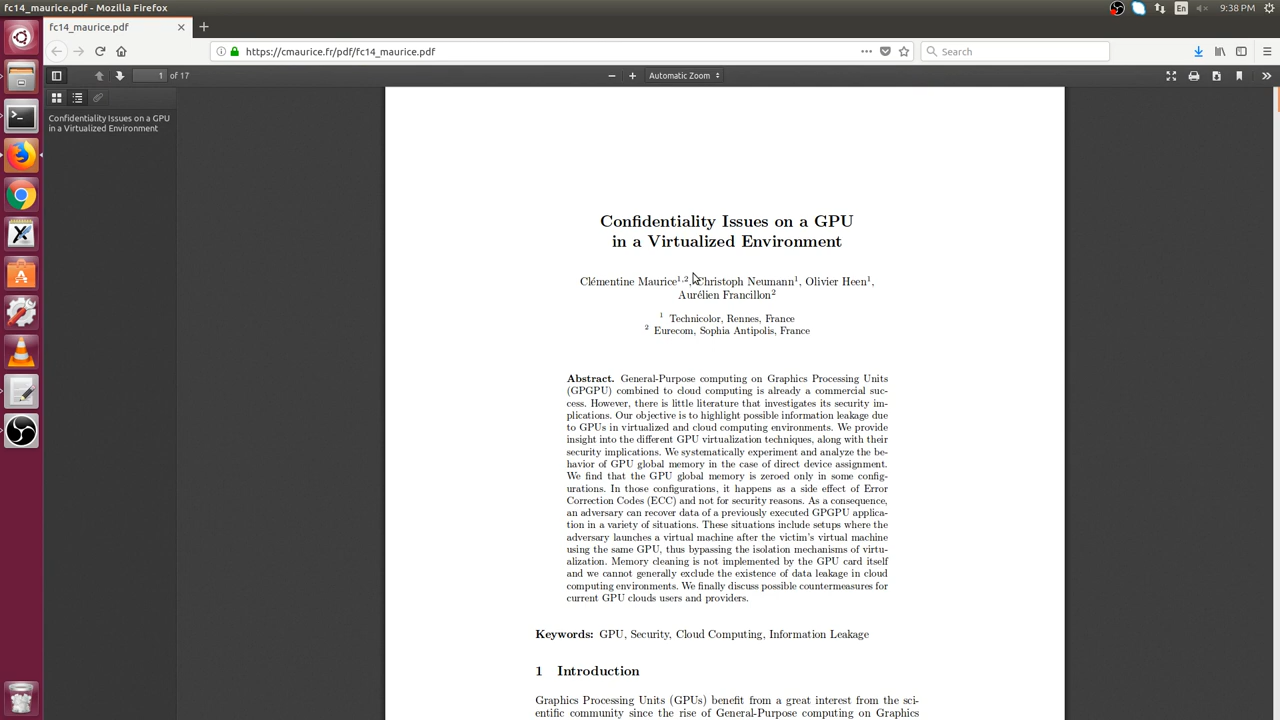 fc14_maurice.pdf - Mozilla Firefox
En
9:38 PM
fc14_maurice.pdf
https://cmaurice.fr/pdf/fc14_maurice.pdf
Search
1 of 17
Automatic Zoom
Confidentiality Issues on a GPU
in a Virtualized Environment
Confidentiality Issues on a GPU
in a Virtualized Environment
Clémentine Maurice1,2, Christoph Neumann1, Olivier Heen1,
Aurélien Francillon2
1 Technicolor, Rennes, France
2 Eurecom, Sophia Antipolis, France
Abstract. General-Purpose computing on Graphics Processing Units
(GPGPU) combined to cloud computing is already a commercial suc-
cess. However, there is little literature that investigates its security im-
plications. Our objective is to highlight possible information leakage due
to GPUs in virtualized and cloud computing environments. We provide
insight into the different GPU virtualization techniques, along with their
security implications. We systematically experiment and analyze the be-
havior of GPU global memory in the case of direct device assignment.
We find that the GPU global memory is zeroed only in some config-
urations. In those configurations, it happens as a side effect of Error
Correction Codes (ECC) and not for security reasons. As a consequence,
an adversary can recover data of a previously executed GPGPU applica-
tion in a variety of situations. These situations include setups where the
adversary launches a virtual machine after the victim's virtual machine
using the same GPU, thus bypassing the isolation mechanisms of virtu-
alization. Memory cleaning is not implemented by the GPU card itself
and we cannot generally exclude the existence of data leakage in cloud
computing environments. We finally discuss possible countermeasures for
current GPU clouds users and providers.
Keywords: GPU, Security, Cloud Computing, Information Leakage
1 Introduction
Graphics Processing Units (GPUs) benefit from a great interest from the sci-
entific community since the rise of General-Purpose computing on Graphics